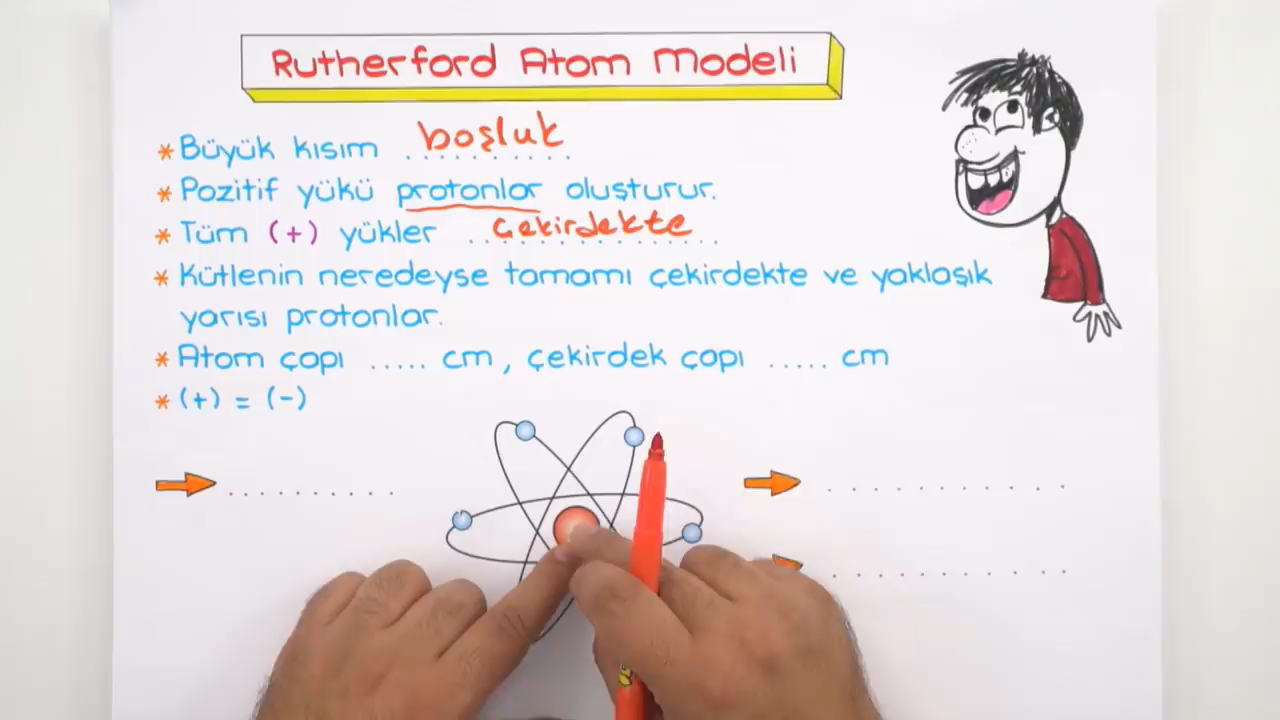 Rutherford Atom Modeli
* Büyük kısım boşluk
* Pozitif yükü protonlar oluşturur.
* Tüm (+) yükler çekirdekte
* Kütlenin neredeyse tamamı çekirdekte ve yaklaşık
yarısı protonlar.
* Atom çapı ..... cm, çekirdek çapı ..... cm
* (+) = (-)